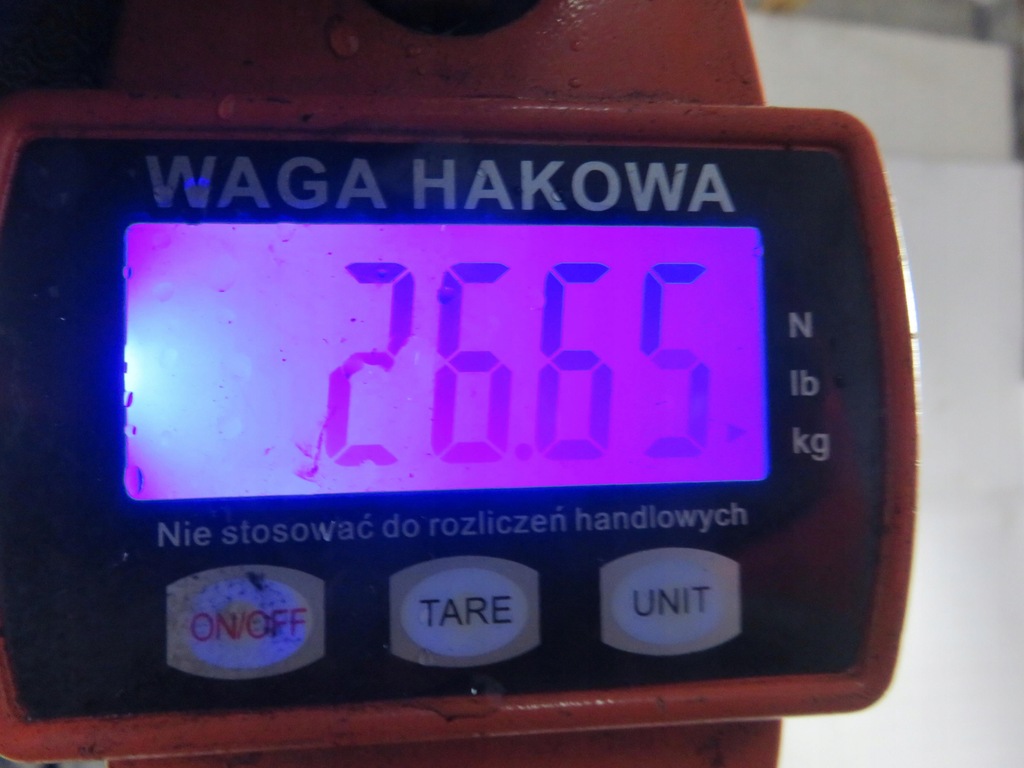 WAGA HAKOWA
26.65
N
lb
kg
Nie stosować do rozliczeń handlowych
ON/OFF TARE UNIT